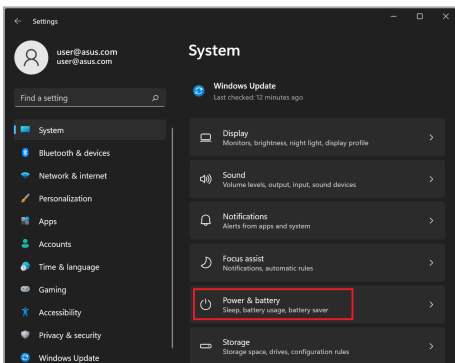 Settings
user@asus.com
user@asus.com
Find a setting
System
Bluetooth & devices
Network & internet
Personalization
Apps
Accounts
Time & language
Gaming
Accessibility
Privacy & security
Windows Update
System
Windows Update
Last checked: 12 minutes ago
Display
Monitors, brightness, night light, display profile
Sound
Volume levels, output, input, sound devices
Notifications
Alerts from apps and system
Focus assist
Notifications, automatic rules
Power & battery
Sleep, battery usage, battery saver
Storage
Storage space, drives, configuration rules